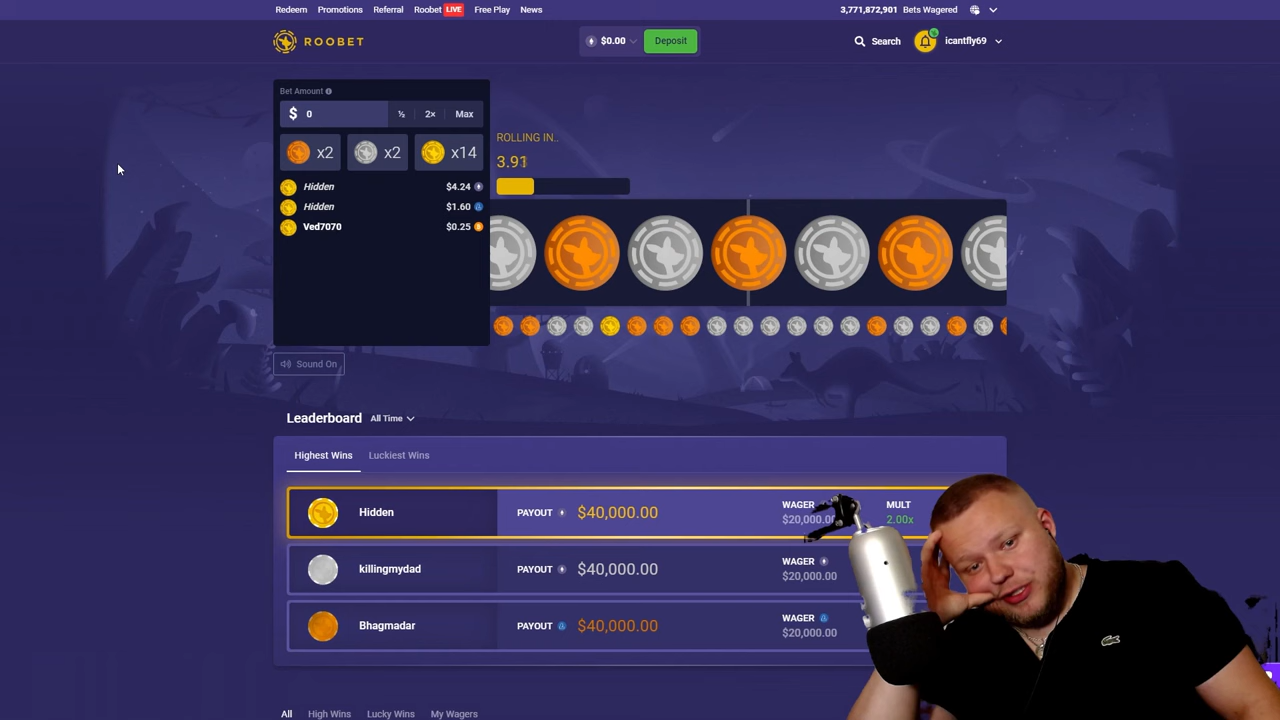 Redeem Promotions Referral Roobet LIVE Free Play News 3,771,872,901 Bets Wagered
ROOBET $0.00 Deposit Search icantfly69
Bet Amount
$ 0 ½ 2× Max
x2 x2 x14
Hidden $4.24
Hidden $1.60
Ved7070 $0.25
ROLLING IN..
3.91
Sound On
Leaderboard All Time
Highest Wins Luckiest Wins
Hidden PAYOUT $40,000.00 WAGER $20,000.00 MULT 2.00x
killingmydad PAYOUT $40,000.00 WAGER $20,000.00
Bhagmadar PAYOUT $40,000.00 WAGER $20,000.00
All High Wins Lucky Wins My Wagers